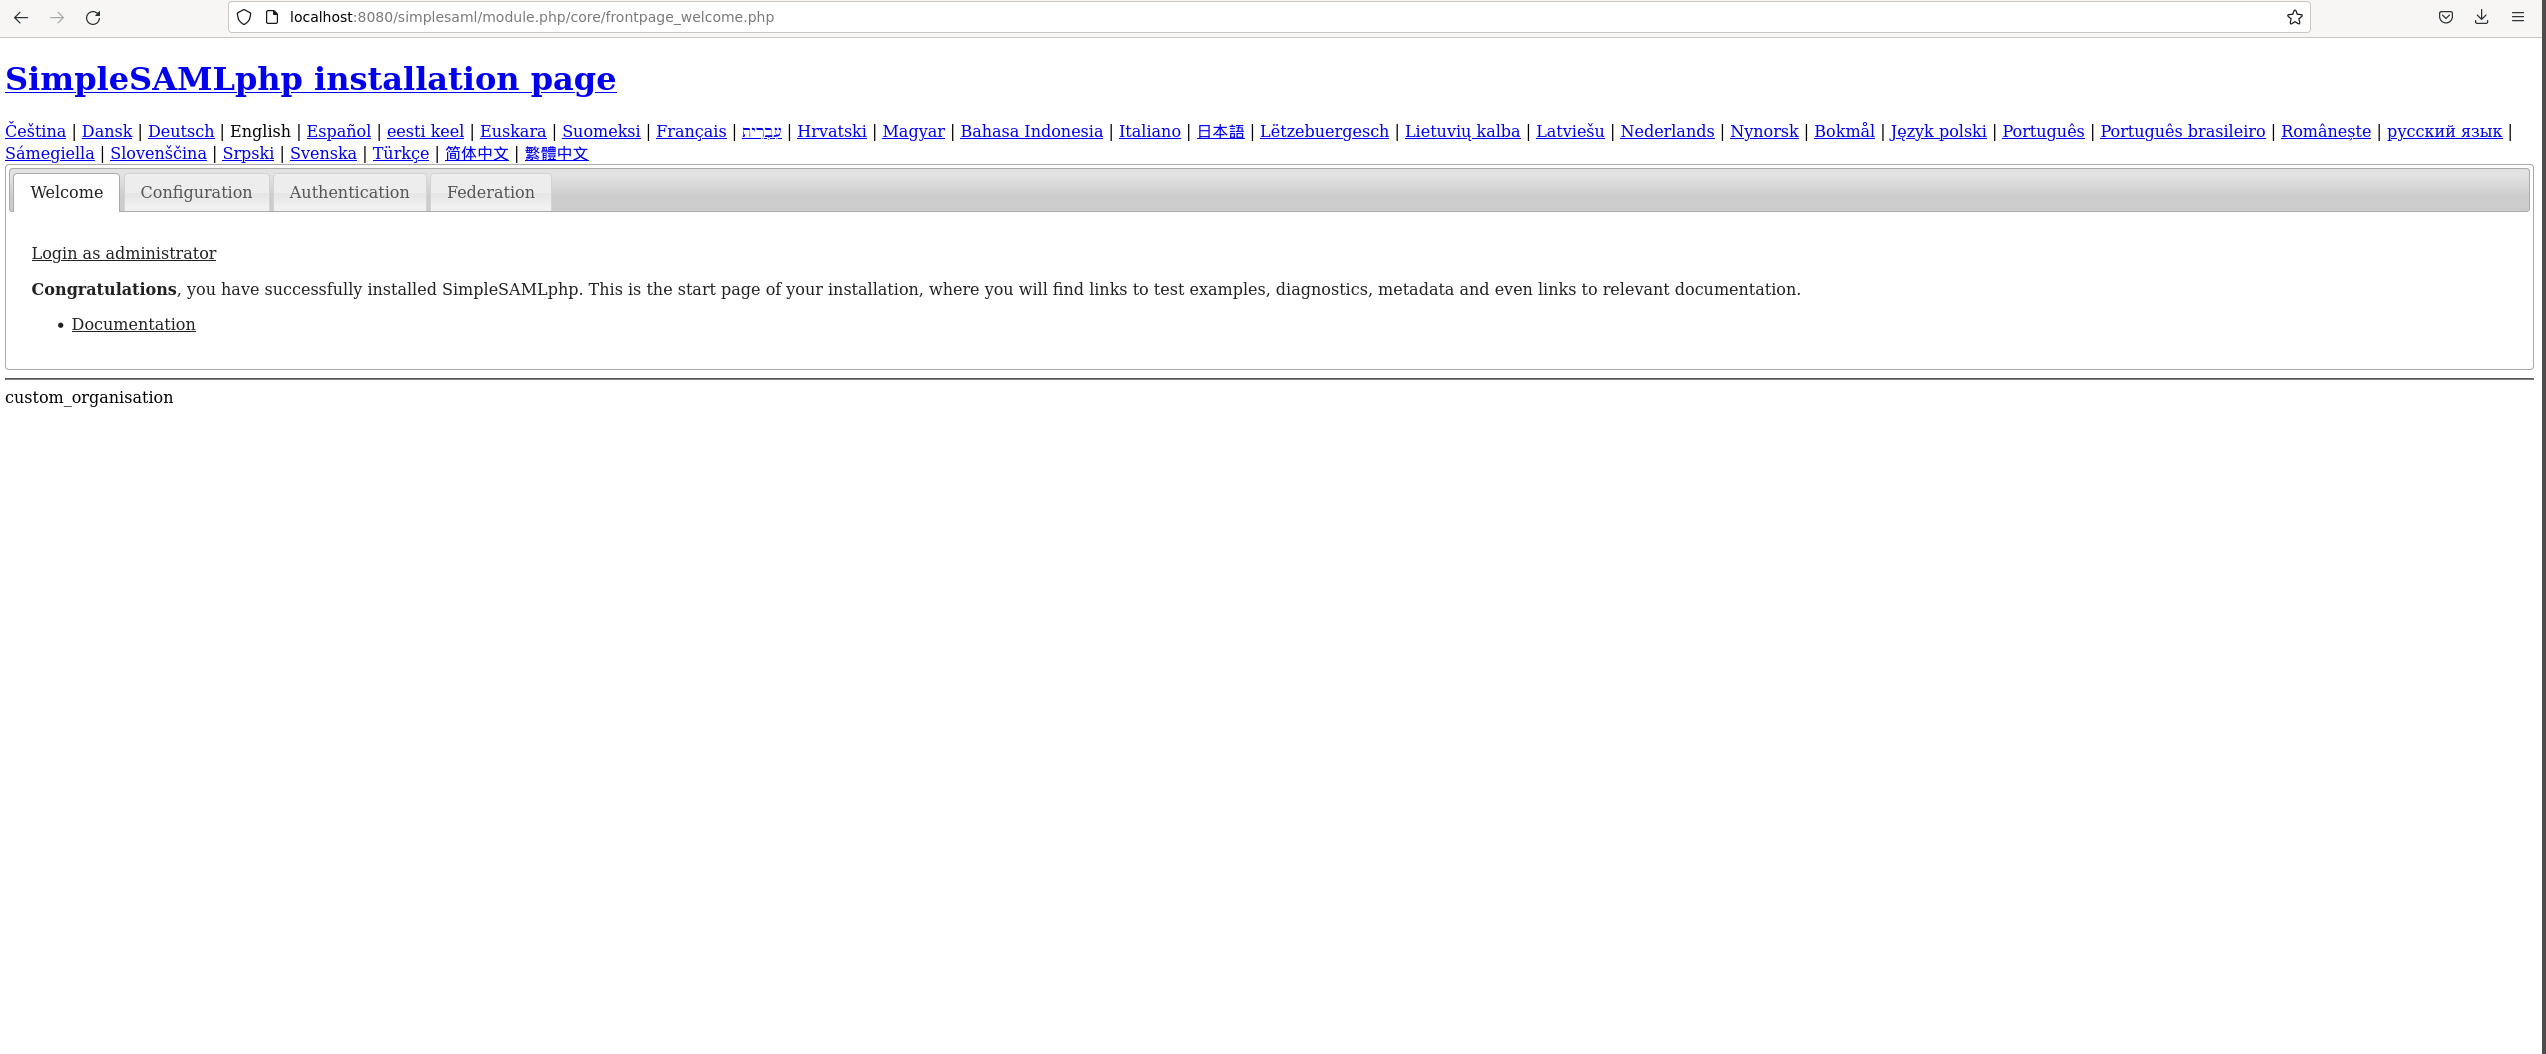 localhost:8080/simplesaml/module.php/core/frontpage_welcome.php
SimpleSAMLphp installation page
Čeština | Dansk | Deutsch | English | Español | eesti keel | Euskara | Suomeksi | Français | עִבְרִית | Hrvatski | Magyar | Bahasa Indonesia | Italiano | 日本語 | Lëtzebuergesch | Lietuvių kalba | Latviešu | Nederlands | Nynorsk | Bokmål | Język polski | Português | Português brasileiro | Românește | русский язык |
Sámegiella | Slovenščina | Srpski | Svenska | Türkçe | 简体中文 | 繁體中文
Welcome Configuration Authentication Federation
Login as administrator
Congratulations, you have successfully installed SimpleSAMLphp. This is the start page of your installation, where you will find links to test examples, diagnostics, metadata and even links to relevant documentation.
• Documentation
custom_organisation